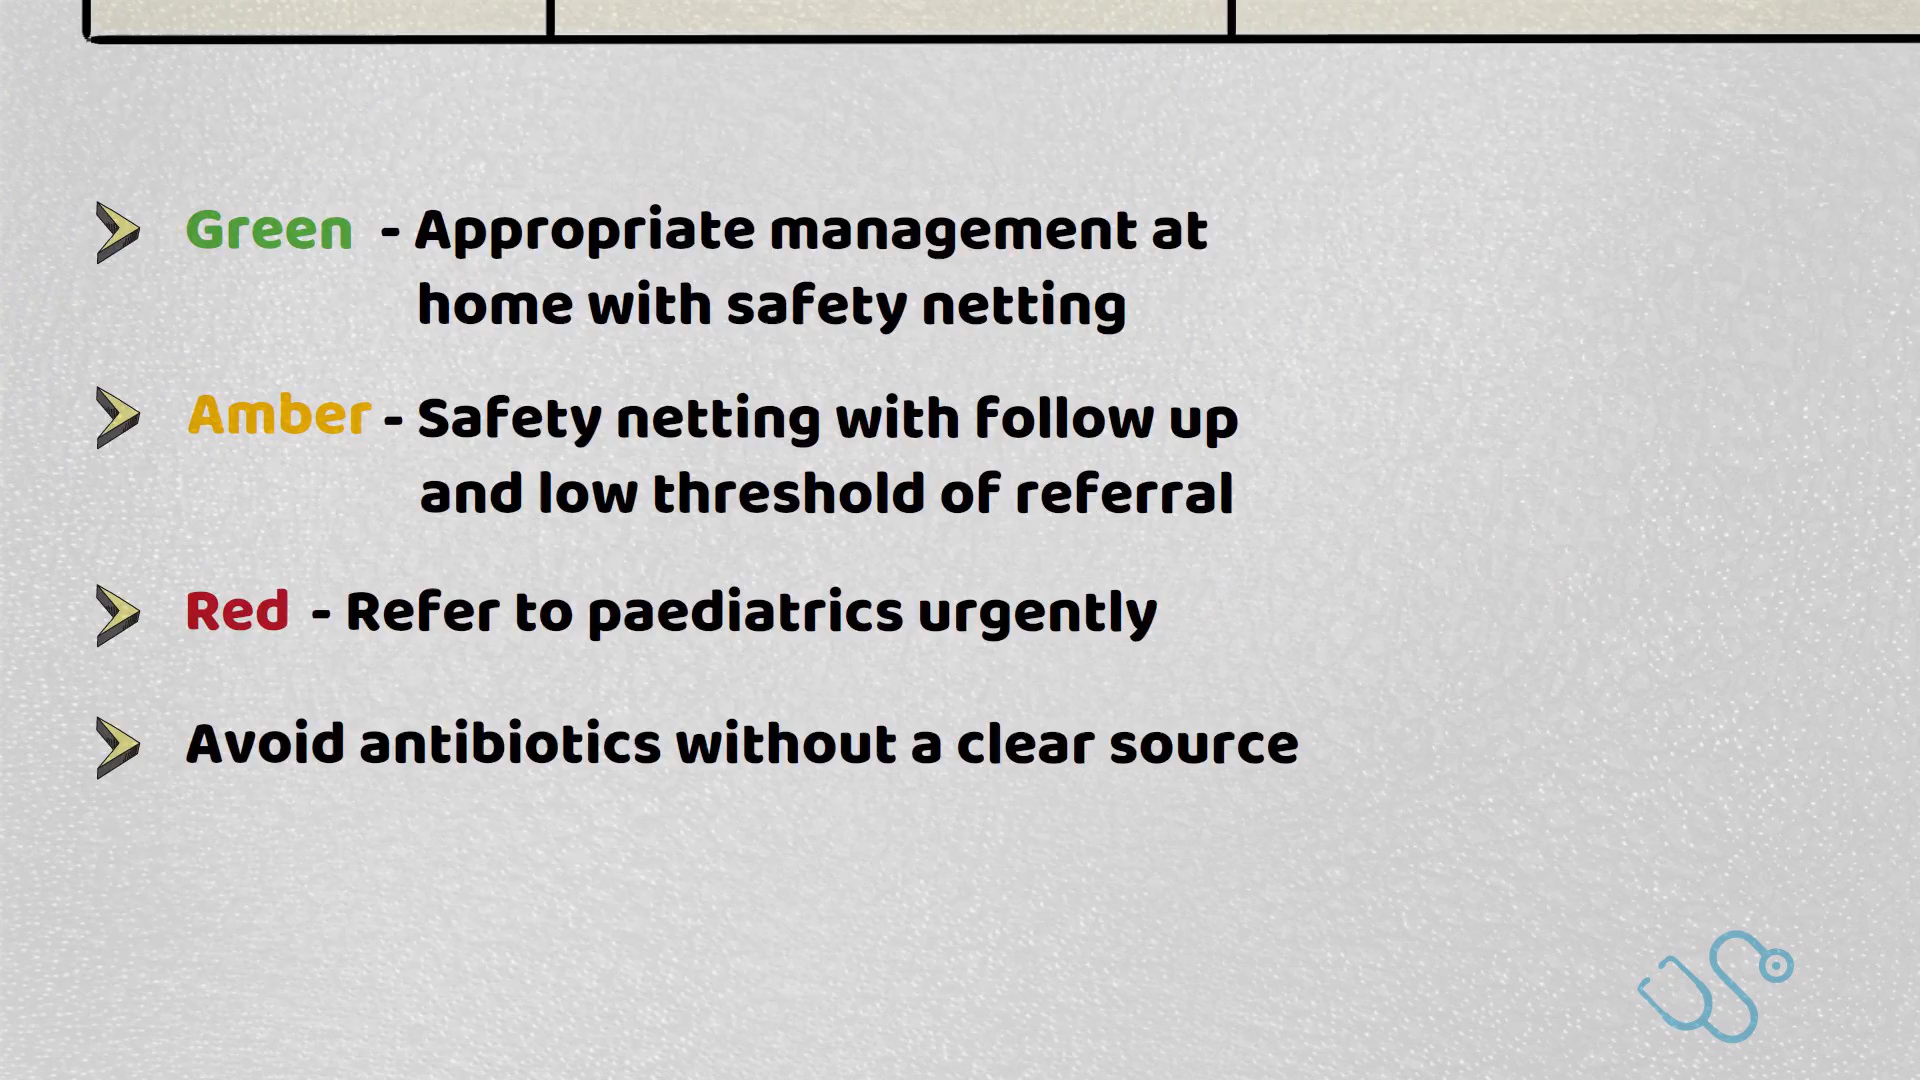 Green - Appropriate management at
home with safety netting
Amber - Safety netting with follow up
and low threshold of referral
Red - Refer to paediatrics urgently
Avoid antibiotics without a clear source